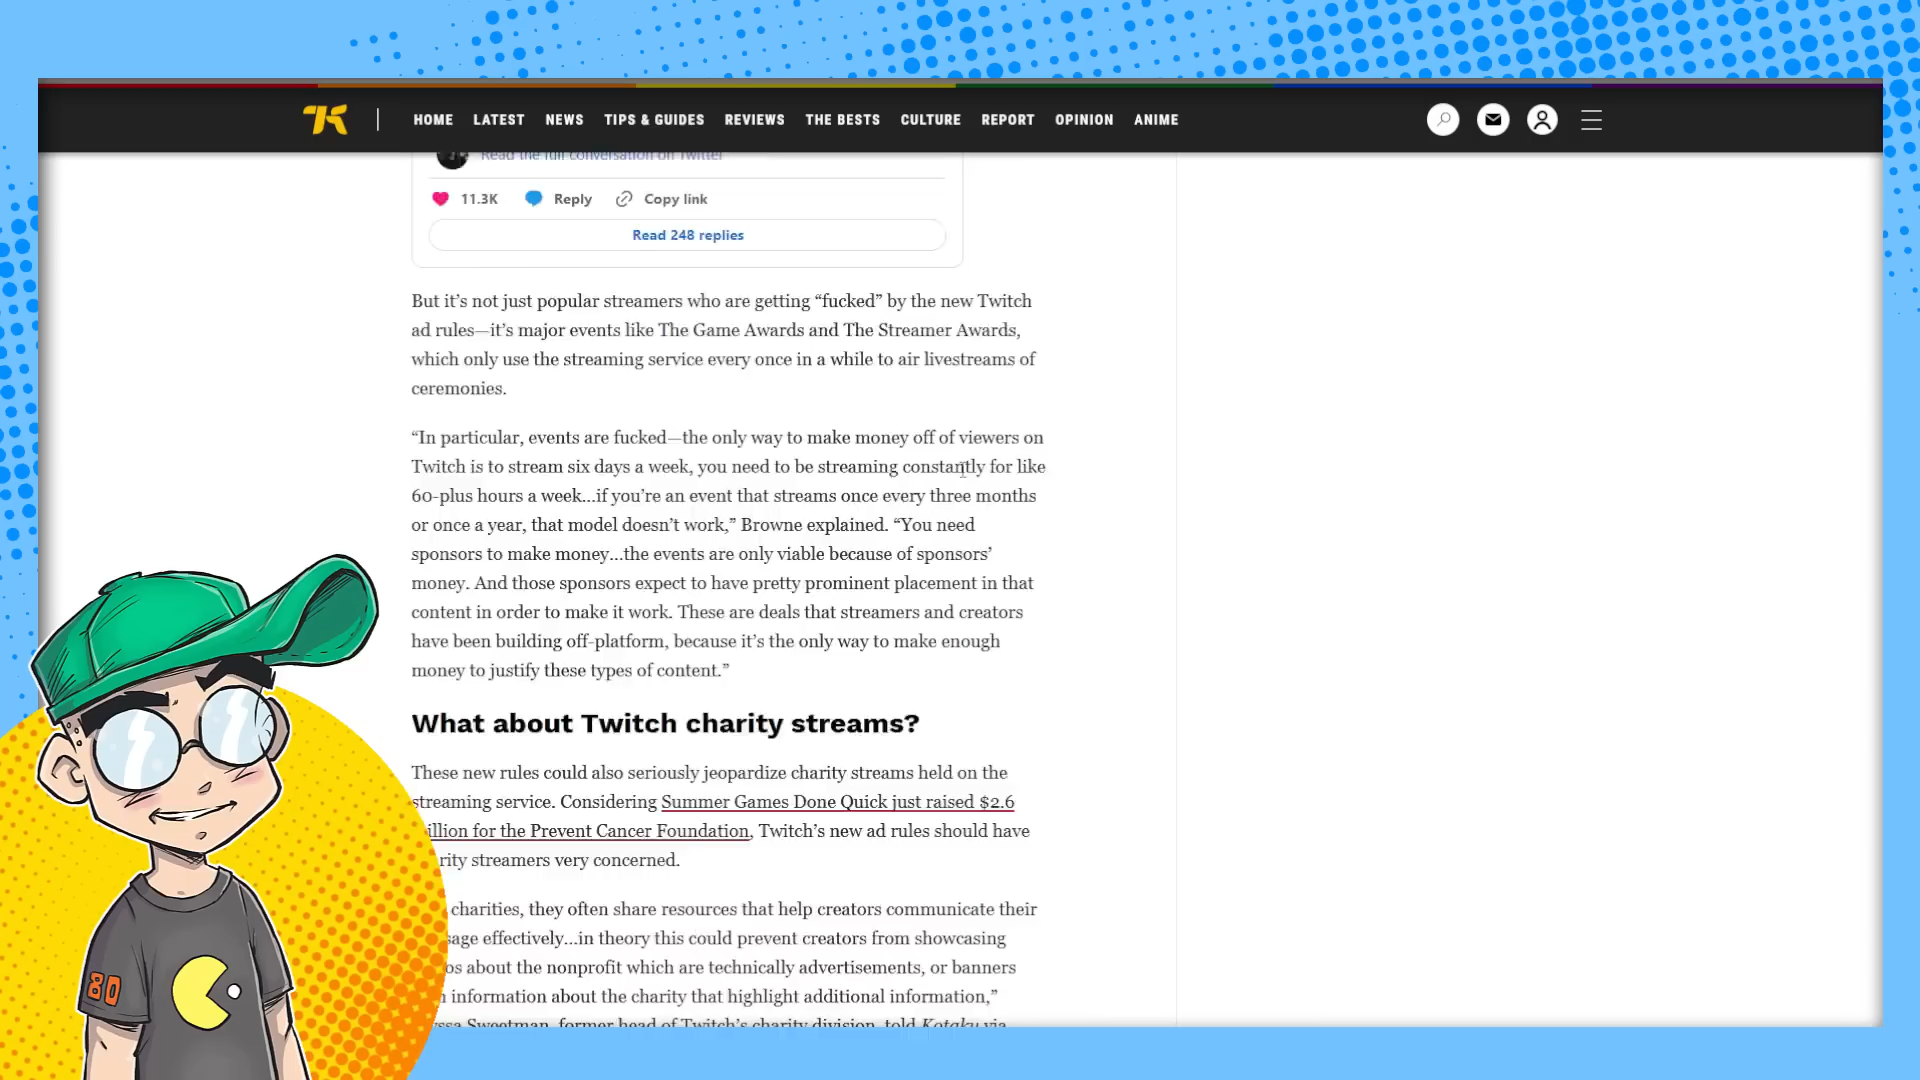 HOME LATEST NEWS TIPS & GUIDES REVIEWS THE BESTS CULTURE REPORT OPINION ANIME
Read the full conversation on Twitter
11.3K Reply Copy link
Read 248 replies
But it’s not just popular streamers who are getting “fucked” by the new Twitch
ad rules—it’s major events like The Game Awards and The Streamer Awards,
which only use the streaming service every once in a while to air livestreams of
ceremonies.
“In particular, events are fucked—the only way to make money off of viewers on
Twitch is to stream six days a week, you need to be streaming constantly for like
60-plus hours a week…if you’re an event that streams once every three months
or once a year, that model doesn’t work,” Browne explained. “You need
sponsors to make money…the events are only viable because of sponsors’
money. And those sponsors expect to have pretty prominent placement in that
content in order to make it work. These are deals that streamers and creators
have been building off-platform, because it’s the only way to make enough
money to justify these types of content.”
What about Twitch charity streams?
These new rules could also seriously jeopardize charity streams held on the
streaming service. Considering Summer Games Done Quick just raised $2.6
illion for the Prevent Cancer Foundation, Twitch’s new ad rules should have
rity streamers very concerned.
charities, they often share resources that help creators communicate their
sage effectively…in theory this could prevent creators from showcasing
os about the nonprofit which are technically advertisements, or banners
information about the charity that highlight additional information,”
ssa Sweetman, former head of Twitch’s charity division, told Kotaku via
80